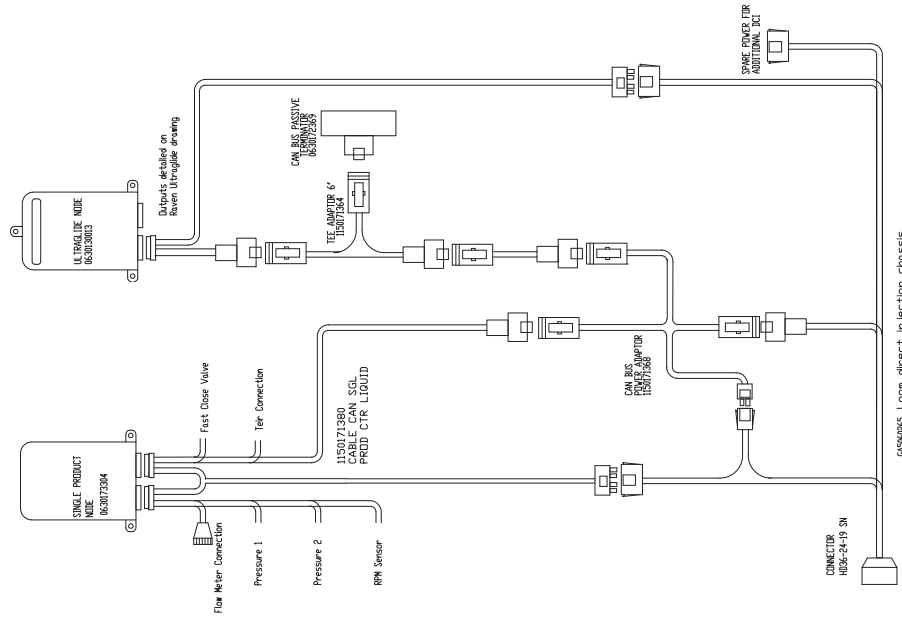 SPARE POWER FOR
ADDITIONAL DCI
Outputs detailed on
Raven Ultraglide drawing
CAN BUS PASSIVE
TERMINATOR
0630172369
TEE ADAPTOR 6'
1150171364
ULTRAGLIDE NODE
0630130013
Fast Close Valve
Teir Connection
1150171380
CABLE CAN SGL
PROD CTR LIQUID
CAN BUS
POWER ADAPTOR
1150171368
SINGLE PRODUCT
NODE
0630173304
Flow Meter Connection
Pressure 1
Pressure 2
RPM Sensor
CONNECTOR
HD36-24-19 SN
GA5060265 Loom direct injection chassis